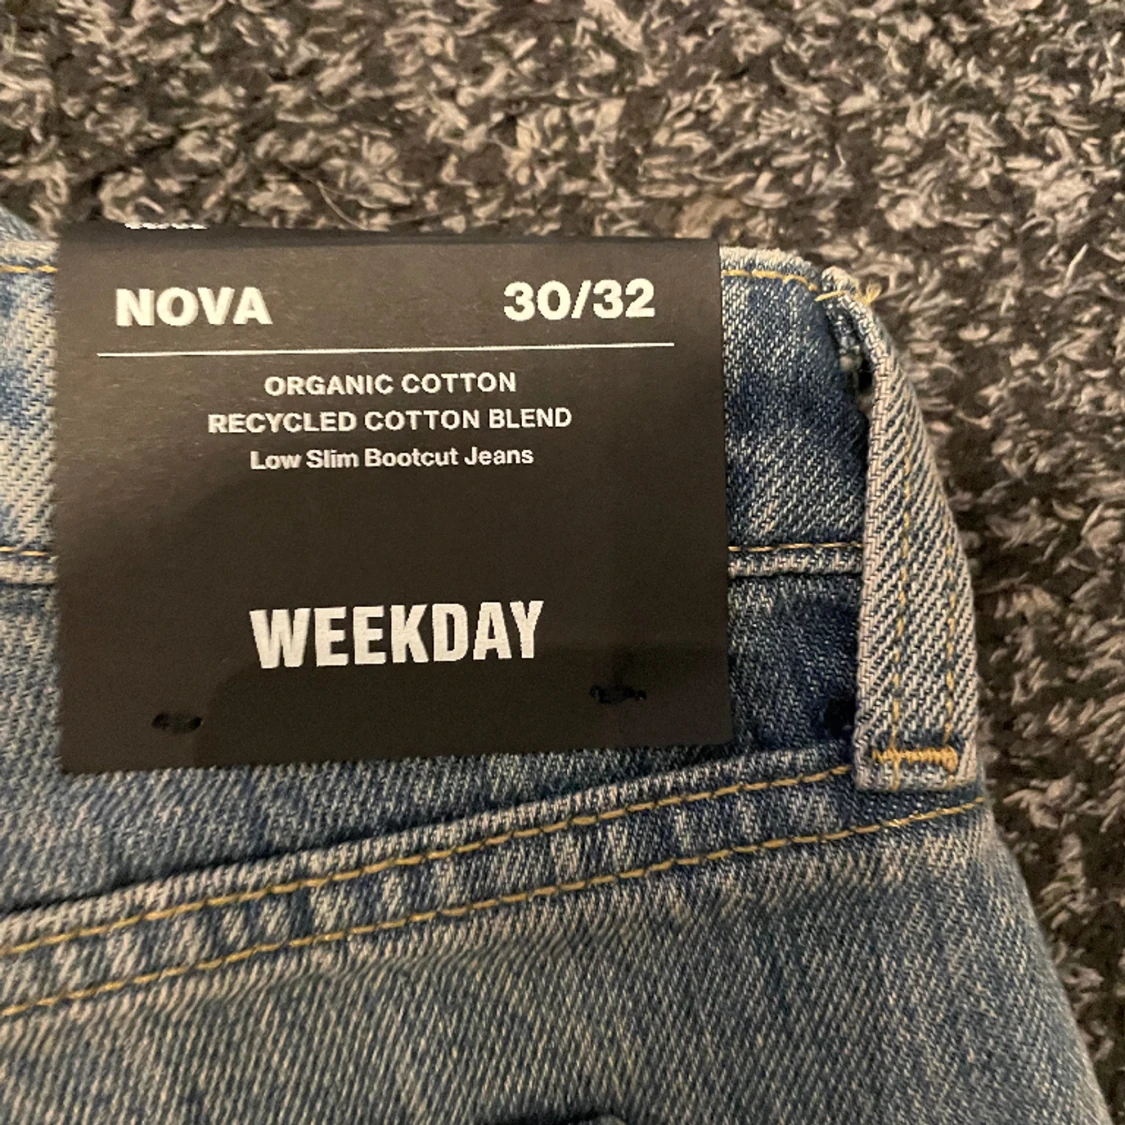 NOVA 30/32
ORGANIC COTTON
RECYCLED COTTON BLEND
Low Slim Bootcut Jeans
WEEKDAY